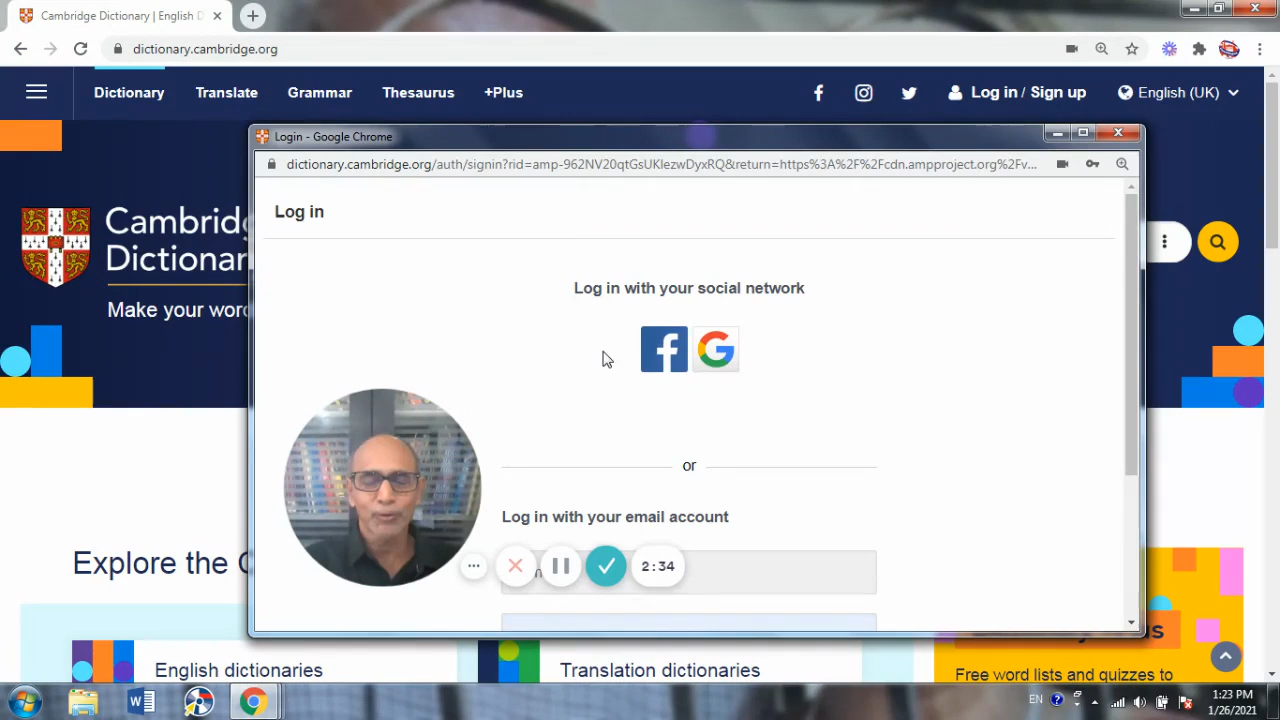 Cambridge Dictionary | English D
dictionary.cambridge.org
Dictionary Translate Grammar Thesaurus +Plus Log in / Sign up English (UK)
Login - Google Chrome
dictionary.cambridge.org/auth/signin?rid=amp-962NV20qtGsUKIezwDyxRQ&return=https%3A%2F%2Fcdn.ampproject.org%2Fv...
Log in
Cambridg
Dictionar
Make your word
Log in with your social network
or
Log in with your email account
2:34
Explore the C
English dictionaries
Translation dictionaries
Free word lists and quizzes to
EN
1:23 PM
1/26/2021